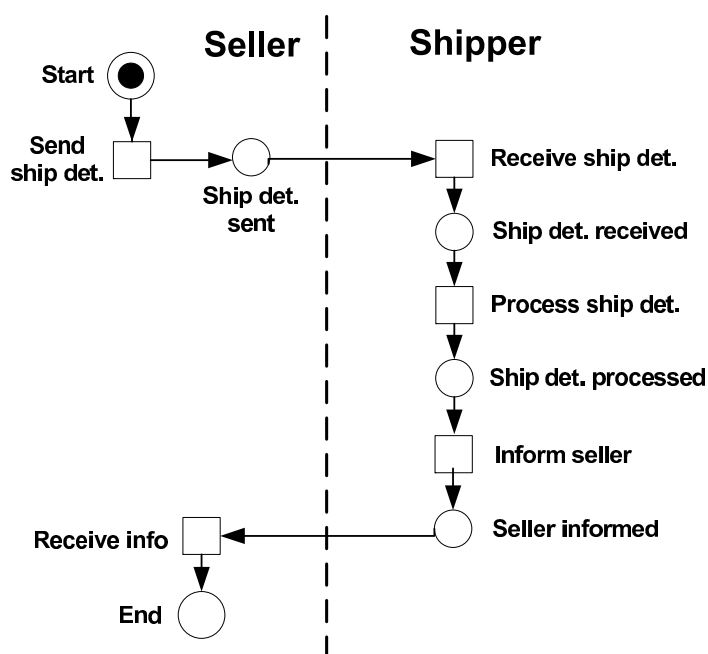 Seller
Shipper
Start
Send
ship det.
Ship det.
sent
Receive ship det.
Ship det. received
Process ship det.
Ship det. processed
Inform seller
Seller informed
Receive info
End